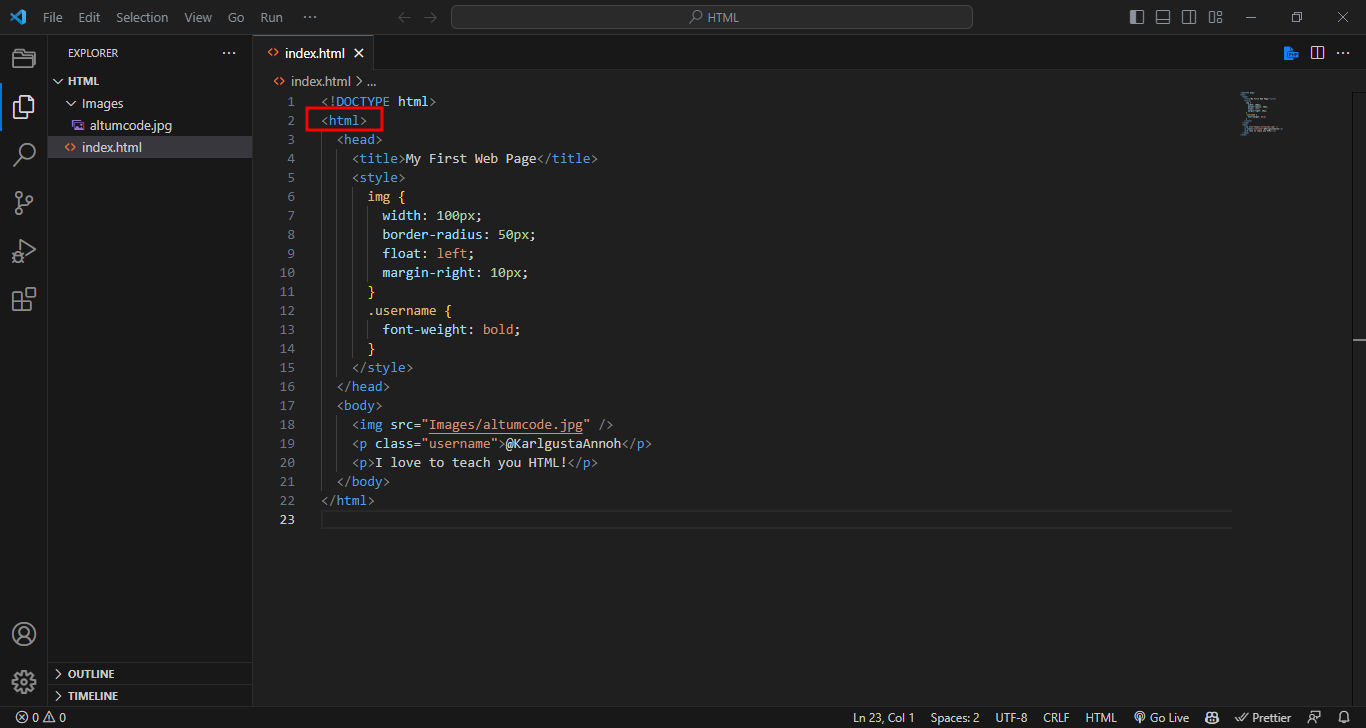 File Edit Selection View Go Run ···
HTML
EXPLORER ···
HTML
Images
altumcode.jpg
index.html
OUTLINE
TIMELINE
index.html
index.html > ...
1 <!DOCTYPE html>
2 <html>
3 <head>
4 <title>My First Web Page</title>
5 <style>
6 img {
7 width: 100px;
8 border-radius: 50px;
9 float: left;
10 margin-right: 10px;
11 }
12 .username {
13 font-weight: bold;
14 }
15 </style>
16 </head>
17 <body>
18 <img src="Images/altumcode.jpg" />
19 <p class="username">@KarlgustaAnnoh</p>
20 <p>I love to teach you HTML!</p>
21 </body>
22 </html>
23
0 0 Ln 23, Col 1 Spaces: 2 UTF-8 CRLF HTML Go Live Prettier